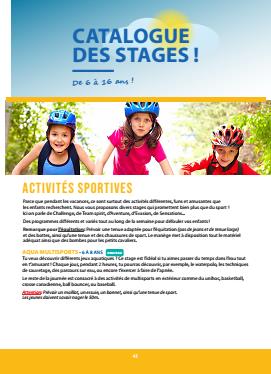 CATALOGUE
DES STAGES !
De 6 à 16 ans !
ACTIVITÉS SPORTIVES
Parce que pendant les vacances, ce sont surtout des activités différentes, funs et amusantes que
les enfants recherchent. Nous vous proposons divers stages qui promettent bien plus que du sport !
Ici on parle de Challenge, de Team spirit, d'Aventure, d'Evasion, de Sensations...
Des programmes différents et variés tout au long de la semaine pour défouler vos enfants !
Remarque pour l'équitation: Prévoir une tenue adaptée pour l'équitation (pas de jeans et de tenue large)
et des bottes, ainsi qu'une tenue et des chaussures de sport. Le manège met à disposition tout le matériel
adéquat ainsi que des bombes pour les petits cavaliers.
AQUA MULTISPORTS - 6 À 8 ANS
Tu veux découvrir différents jeux aquatiques ! Ce stage est l'idéal si tu aimes passer du temps dans l'eau tout
en t'amusant ! Chaque jour, pendant 2 heures, tu pourras découvrir, par exemple, le waterpolo, les techniques
de sauvetage, des parcours sur eau, ou encore t'exercer à faire de l'apnée.
Le reste de la journée est consacré à des activités de multisports en extérieur comme du unihoc, basketball,
crosse canadienne, ball bouncer, ou baseball.
Attention: Prévoir un maillot, un essuie, un bonnet, ainsi qu'une tenue de sport.
Les jeunes doivent savoir nager le 50m.